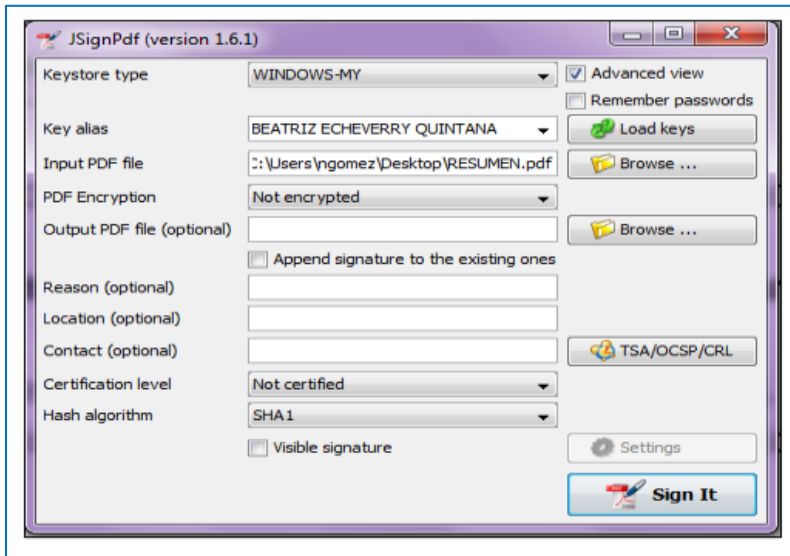 JSignPdf (version 1.6.1)
Keystore type WINDOWS-MY Advanced view
Remember passwords
Key alias BEATRIZ ECHEVERRY QUINTANA Load keys
Input PDF file :\Users\ngomez\Desktop\RESUMEN.pdf Browse ...
PDF Encryption Not encrypted
Output PDF file (optional) Browse ...
Append signature to the existing ones
Reason (optional)
Location (optional)
Contact (optional) TSA/OCSP/CRL
Certification level Not certified
Hash algorithm SHA1
Visible signature Settings
Sign It